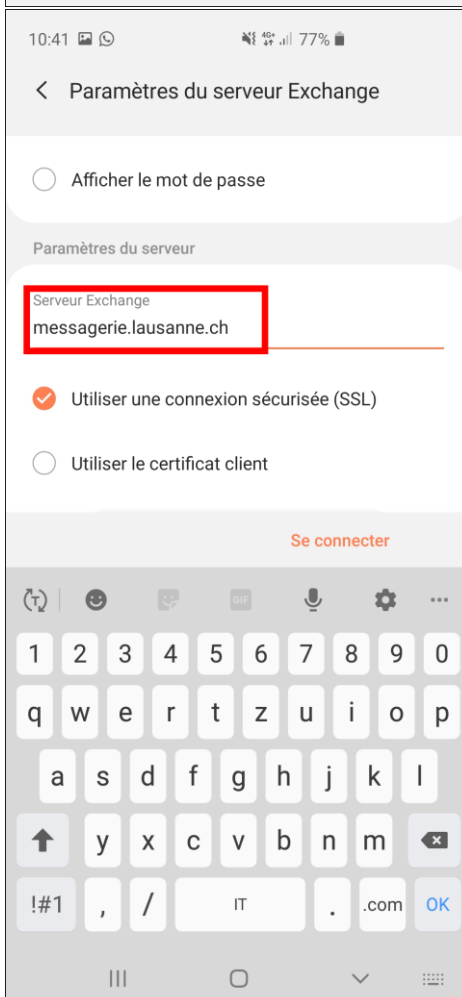 10:41 77%
Paramètres du serveur Exchange
Afficher le mot de passe
Paramètres du serveur
Serveur Exchange
messagerie.lausanne.ch
Utiliser une connexion sécurisée (SSL)
Utiliser le certificat client
Se connecter
T GIF
1 2 3 4 5 6 7 8 9 0
q w e r t z u i o p
a s d f g h j k l
y x c v b n m
!#1 , / IT . .com OK